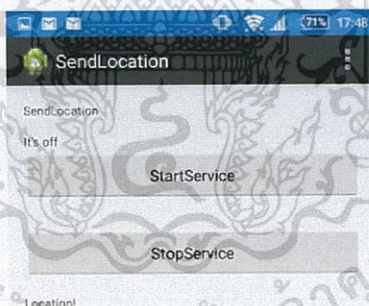 71% 17:48
SendLocation
SendLocation
It's off
StartService
StopService
Location!